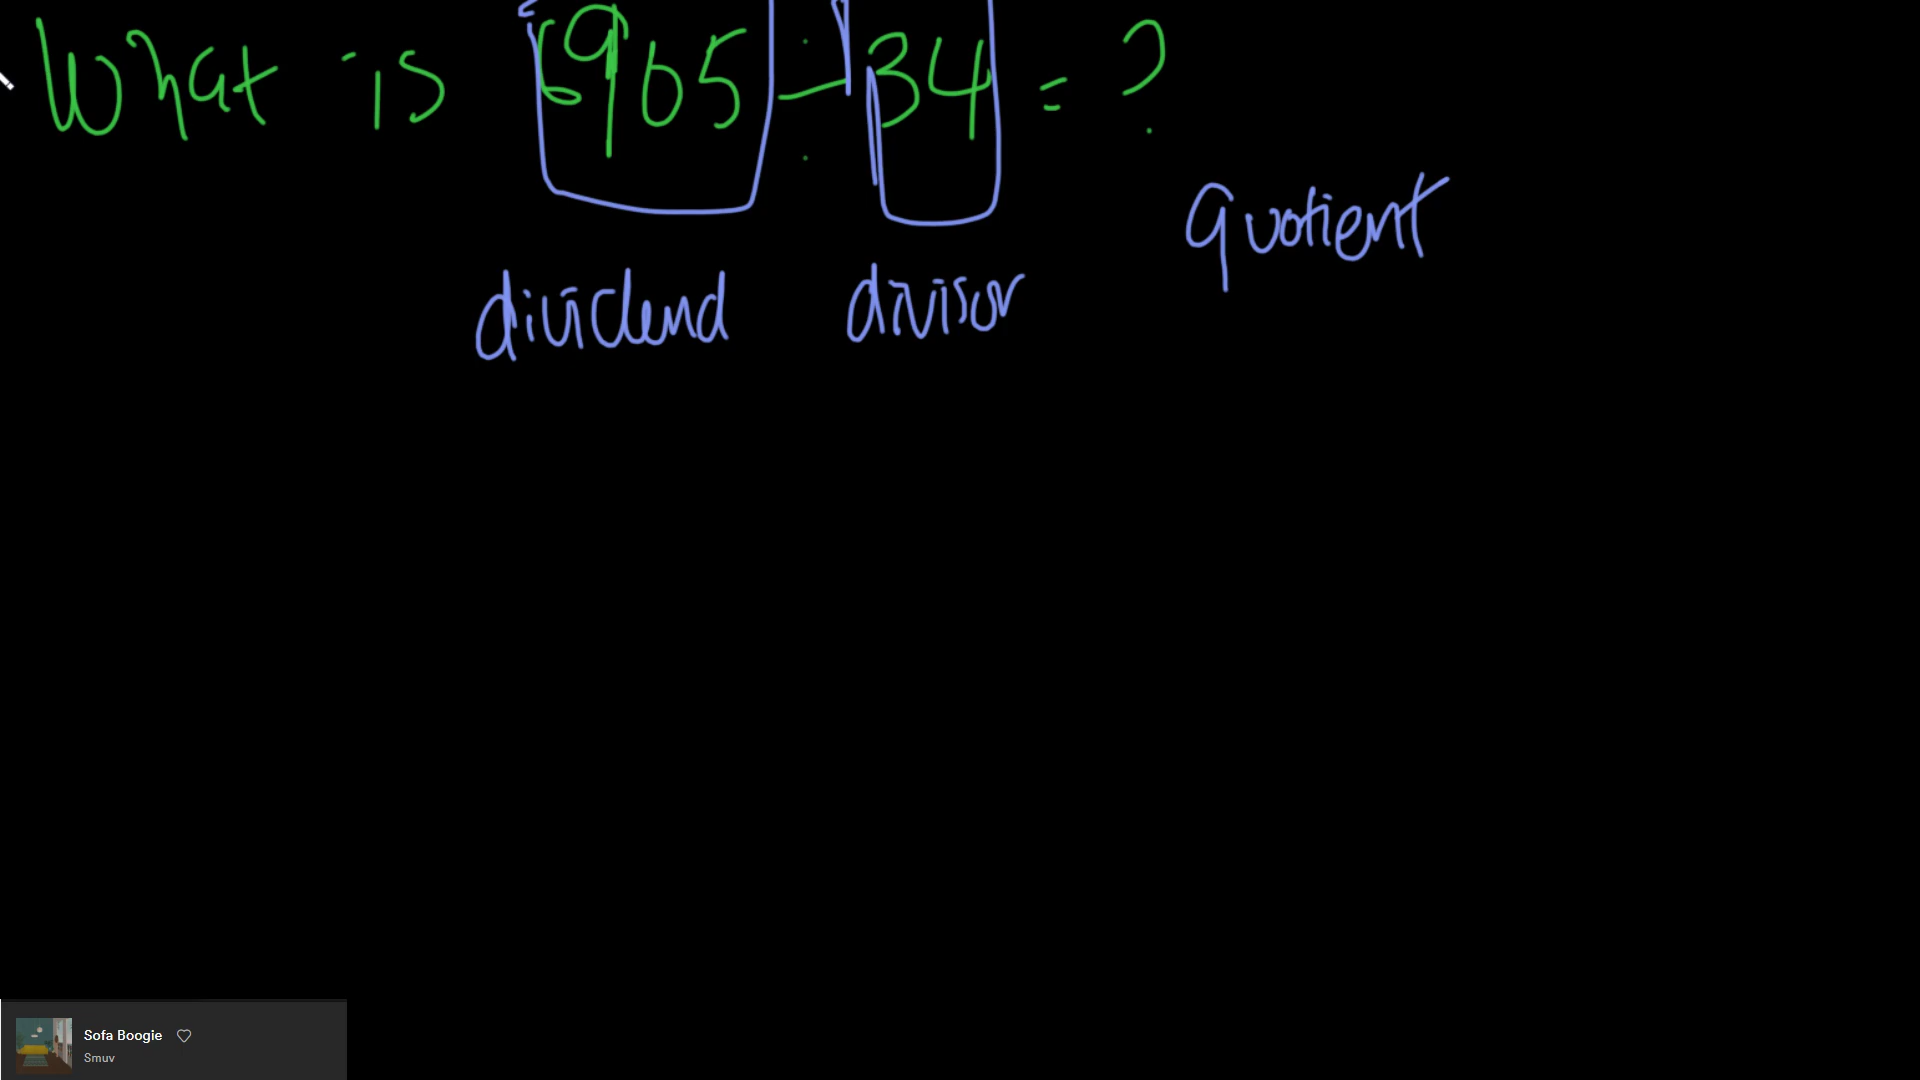 What is 6965 ÷ 34 = ?
quotient
dividend divisor
Sofa Boogie
Smuv